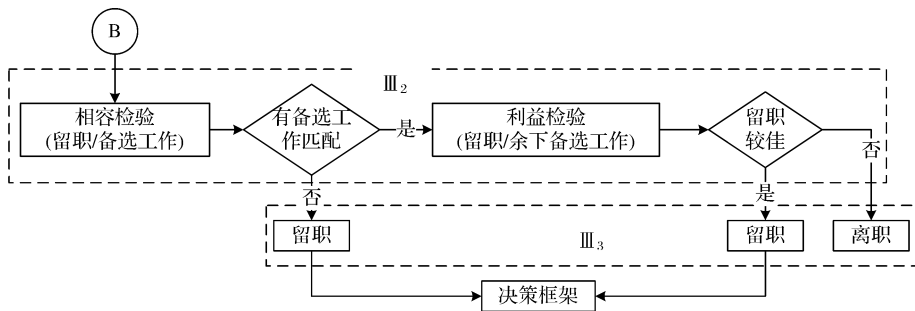 B
Ⅲ2
相容检验
(留职/备选工作)
有备选工
作匹配
是
利益检验
(留职/余下备选工作)
留职
较佳
否
否
是
留职
Ⅲ3
留职
离职
决策框架